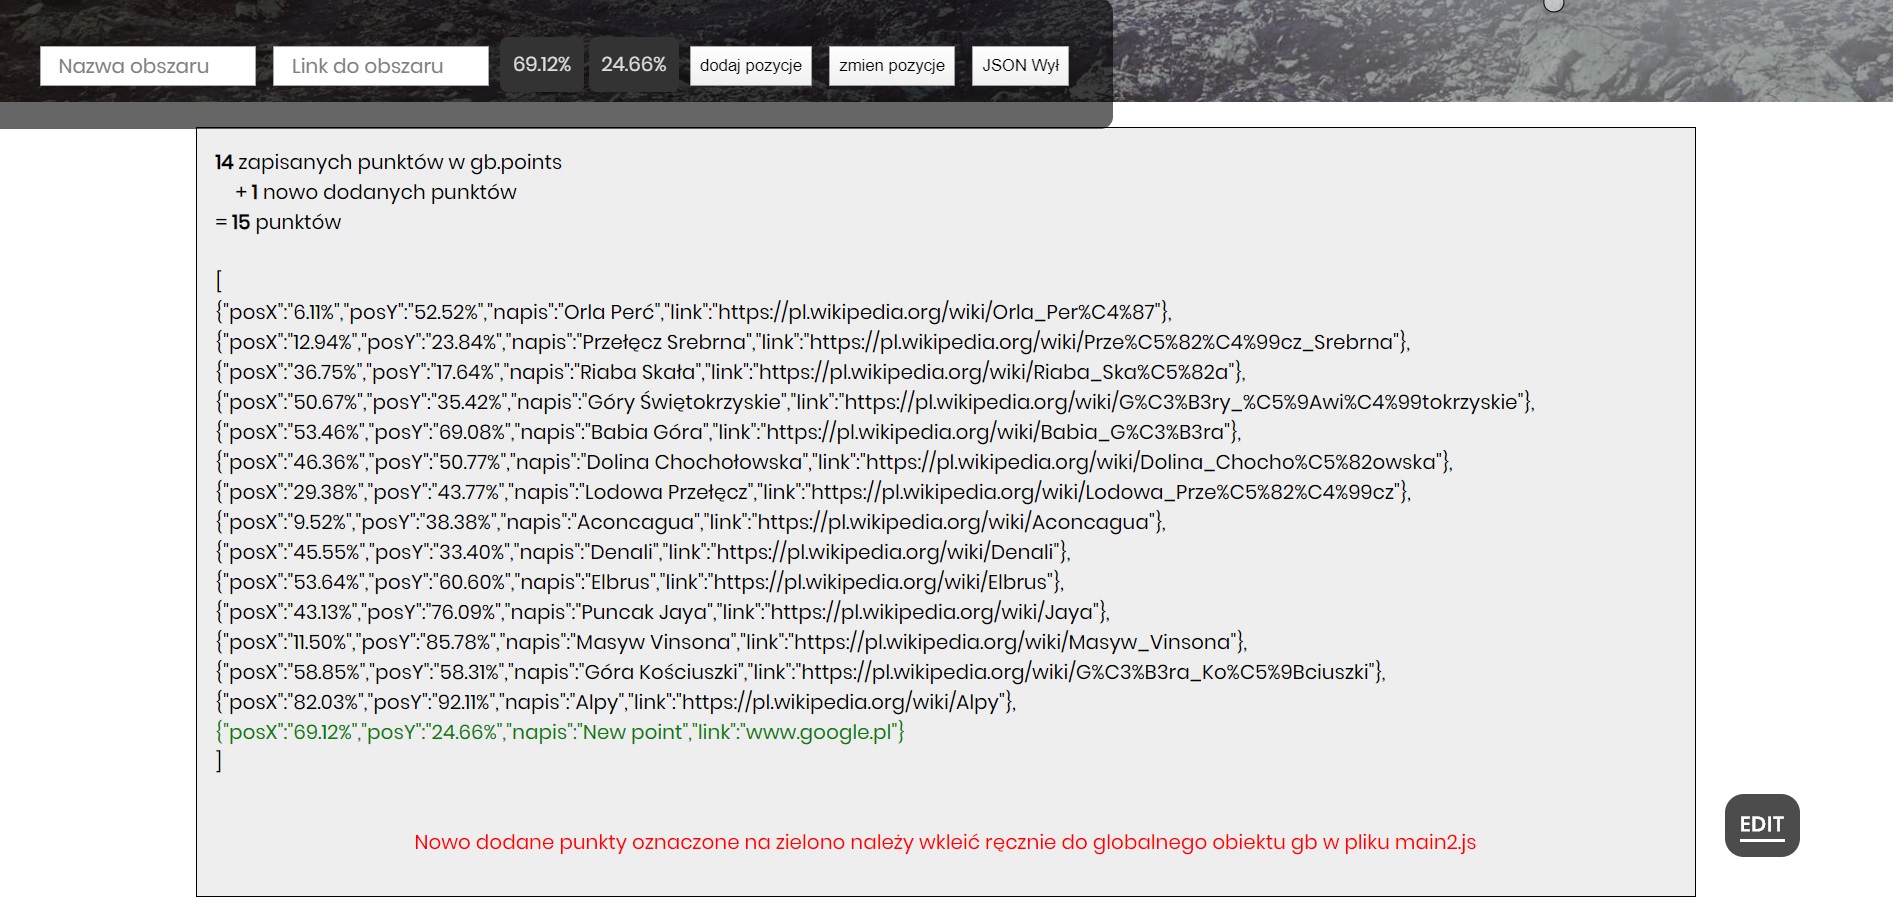 Nazwa obszaru Link do obszaru 69.12% 24.66% dodaj pozycje zmien pozycje JSON Wył
14 zapisanych punktów w gb.points
+ 1 nowo dodanych punktów
= 15 punktów
[
{"posX":"6.11%","posY":"52.52%","napis":"Orla Perć","link":"https://pl.wikipedia.org/wiki/Orla_Per%C4%87"},
{"posX":"12.94%","posY":"23.84%","napis":"Przełęcz Srebrna","link":"https://pl.wikipedia.org/wiki/Prze%C5%82%C4%99cz_Srebrna"},
{"posX":"36.75%","posY":"17.64%","napis":"Riaba Skała","link":"https://pl.wikipedia.org/wiki/Riaba_Ska%C5%82a"},
{"posX":"50.67%","posY":"35.42%","napis":"Góry Świętokrzyskie","link":"https://pl.wikipedia.org/wiki/G%C3%B3ry_%C5%9Awi%C4%99tokrzyskie"},
{"posX":"53.46%","posY":"69.08%","napis":"Babia Góra","link":"https://pl.wikipedia.org/wiki/Babia_G%C3%B3ra"},
{"posX":"46.36%","posY":"50.77%","napis":"Dolina Chochołowska","link":"https://pl.wikipedia.org/wiki/Dolina_Chocho%C5%82owska"},
{"posX":"29.38%","posY":"43.77%","napis":"Lodowa Przełęcz","link":"https://pl.wikipedia.org/wiki/Lodowa_Prze%C5%82%C4%99cz"},
{"posX":"9.52%","posY":"38.38%","napis":"Aconcagua","link":"https://pl.wikipedia.org/wiki/Aconcagua"},
{"posX":"45.55%","posY":"33.40%","napis":"Denali","link":"https://pl.wikipedia.org/wiki/Denali"},
{"posX":"53.64%","posY":"60.60%","napis":"Elbrus","link":"https://pl.wikipedia.org/wiki/Elbrus"},
{"posX":"43.13%","posY":"76.09%","napis":"Puncak Jaya","link":"https://pl.wikipedia.org/wiki/Jaya"},
{"posX":"11.50%","posY":"85.78%","napis":"Masyw Vinsona","link":"https://pl.wikipedia.org/wiki/Masyw_Vinsona"},
{"posX":"58.85%","posY":"58.31%","napis":"Góra Kościuszki","link":"https://pl.wikipedia.org/wiki/G%C3%B3ra_Ko%C5%9Bciuszki"},
{"posX":"82.03%","posY":"92.11%","napis":"Alpy","link":"https://pl.wikipedia.org/wiki/Alpy"},
{"posX":"69.12%","posY":"24.66%","napis":"New point","link":"www.google.pl"}
]
Nowo dodane punkty oznaczone na zielono należy wkleić ręcznie do globalnego obiektu gb w pliku main2.js
EDIT